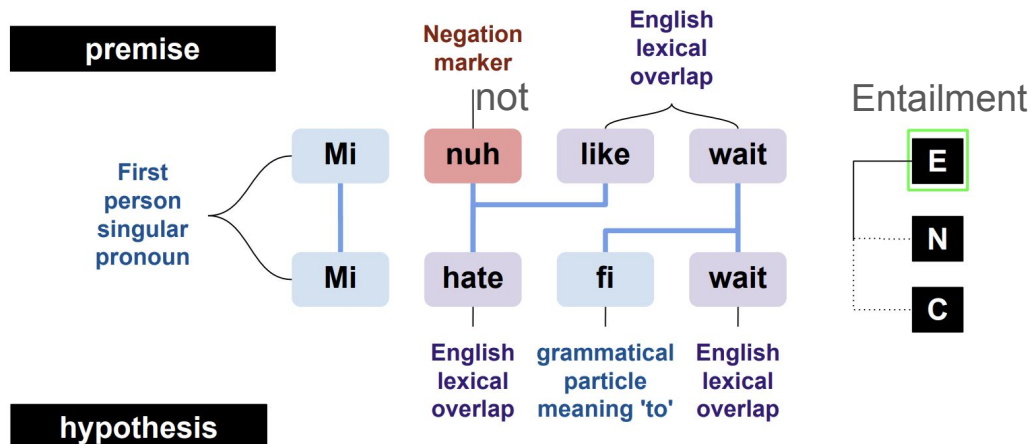 premise
Negation
marker
not
English
lexical
overlap
Entailment
Mi nuh like wait
E
First
person
singular
pronoun
N
Mi hate fi wait
C
English
lexical
overlap
grammatical
particle
meaning 'to'
English
lexical
overlap
hypothesis